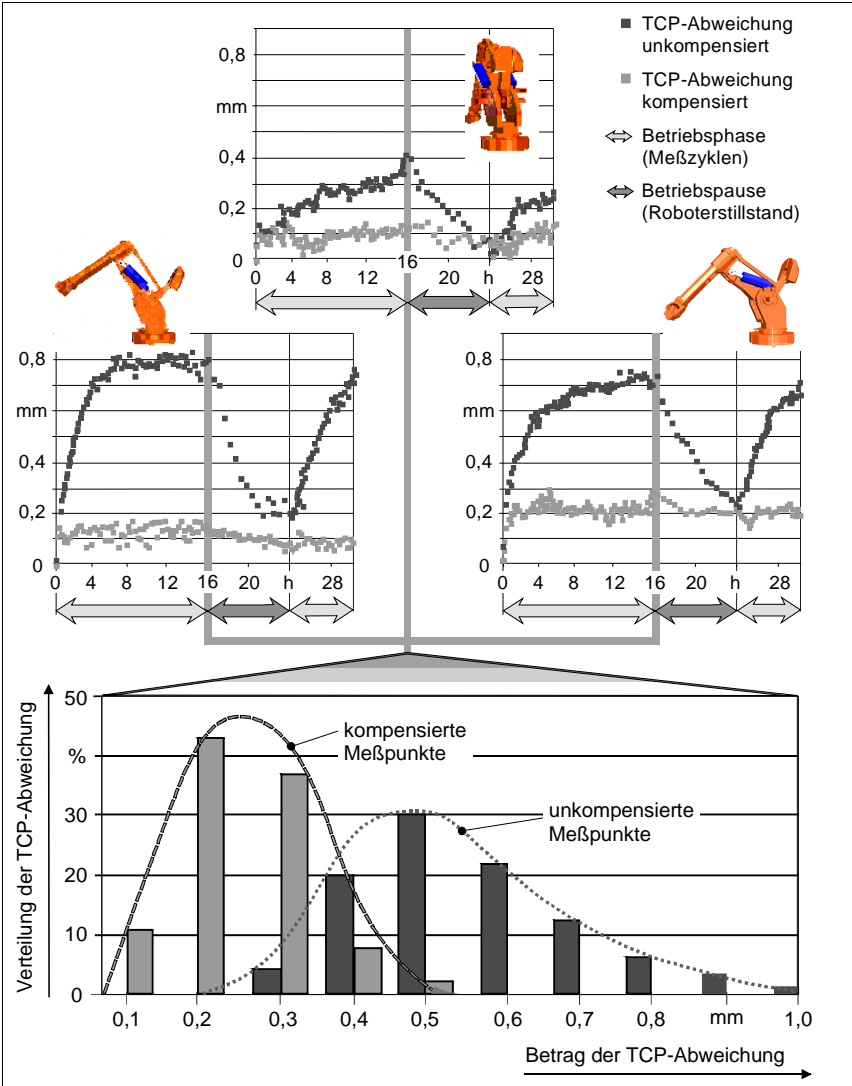 TCP-Abweichung
unkompensiert
TCP-Abweichung
kompensiert
Betriebsphase
(Meßzyklen)
Betriebspause
(Roboterstillstand)
0,8
mm
0,4
0,2
0
0 4 8 12 16 20 h 28
0,8
mm
0,4
0,2
0
0 4 8 12 16 20 h 28
0,8
mm
0,4
0,2
0
0 4 8 12 16 20 h 28
Verteilung der TCP-Abweichung
50
%
30
20
10
0
kompensierte
Meßpunkte
unkompensierte
Meßpunkte
0,1 0,2 0,3 0,4 0,5 0,6 0,7 0,8 mm 1,0
Betrag der TCP-Abweichung